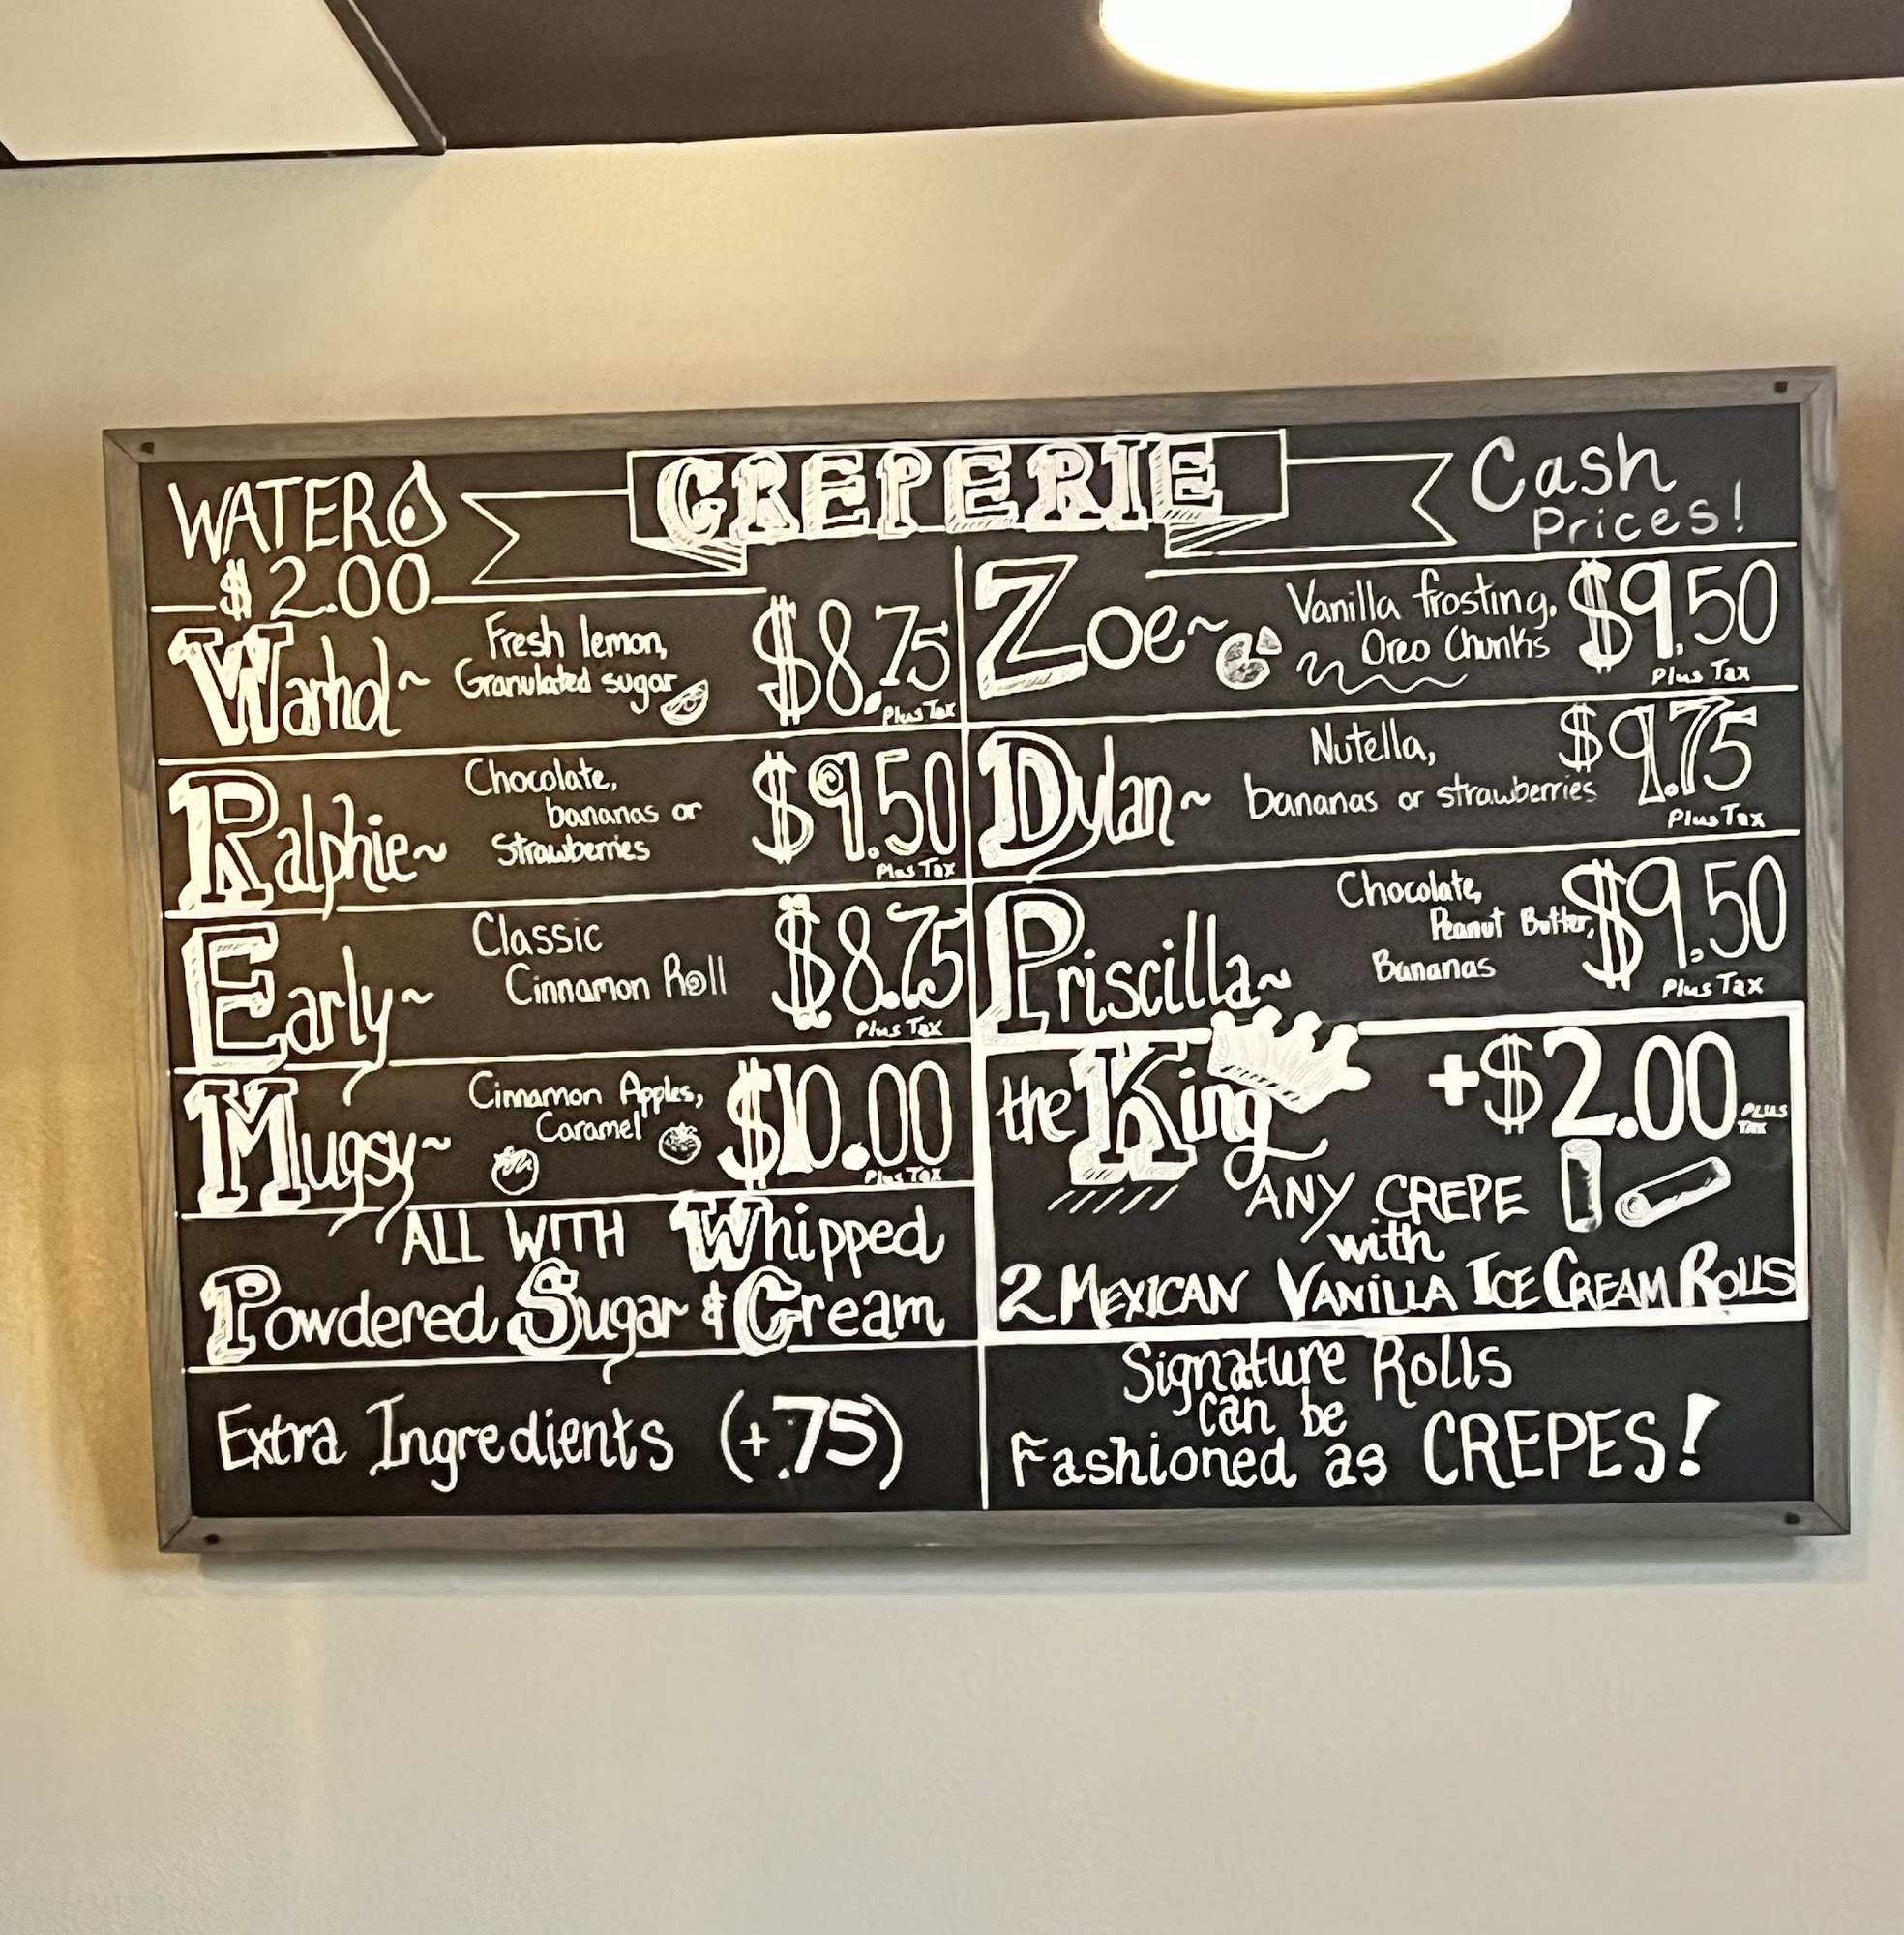 WATER
$2.00
CREPERIE
Cash
Prices!
Warhol~
Fresh lemon,
Granulated sugar
$8.75
Plus Tax
Ralphie~
Chocolate,
bananas or
Strawberries
$9.50
Plus Tax
Early~
Classic
Cinnamon Roll
$8.75
Plus Tax
Mugsy~
Cinnamon Apples,
Caramel
$10.00
Plus Tax
ALL WITH Whipped
Powdered Sugar & Cream
Extra Ingredients (+.75)
Zoe~
Vanilla frosting,
Oreo Chunks
$9.50
Plus Tax
Dylan~
Nutella,
bananas or strawberries
$9.75
Plus Tax
Priscilla~
Chocolate,
Peanut Butter,
Bananas
$9.50
Plus Tax
the King
+$2.00
PLUS
TAX
ANY CREPE
with
2 MEXICAN VANILLA ICE CREAM ROLLS
Signature Rolls
can be
Fashioned as CREPES!